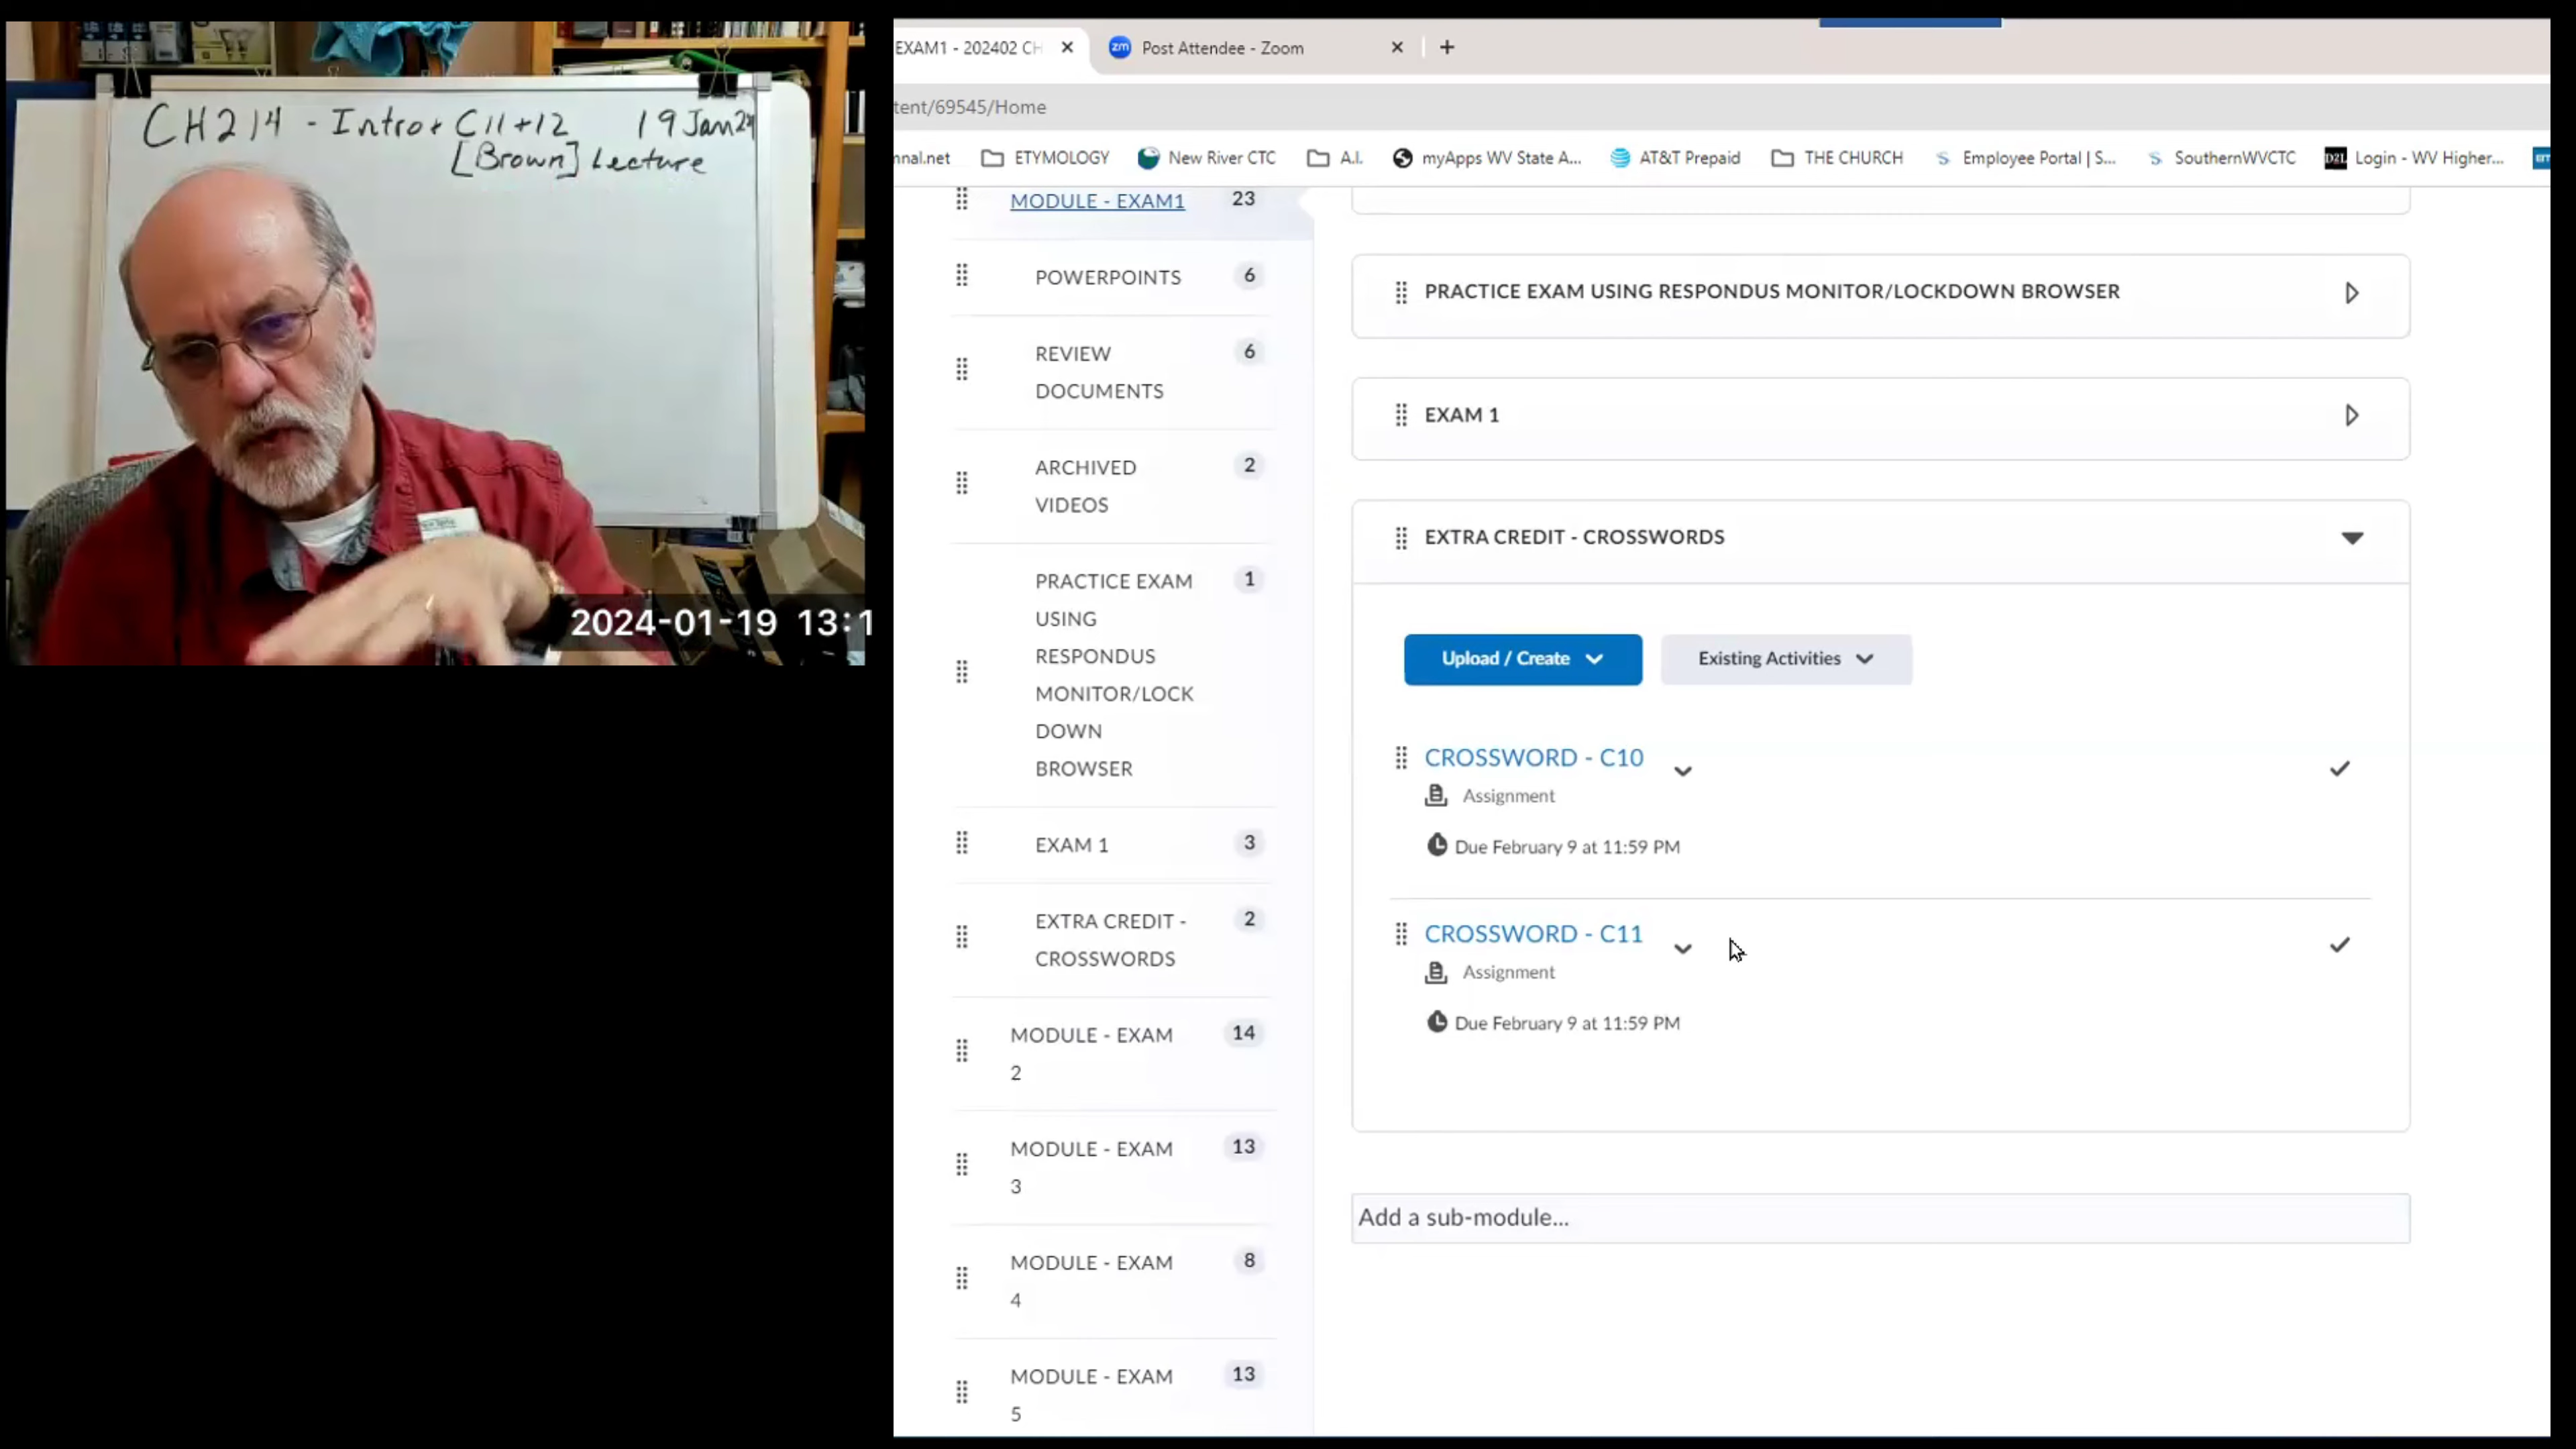 CH214 - Intro + C11+12 19 Jan24
[Brown] Lecture
2024-01-19 13:1
EXAM1 - 202402 CH
zm Post Attendee - Zoom
tent/69545/Home
nnal.net
ETYMOLOGY
New River CTC
A.I.
myApps WV State A...
AT&T Prepaid
THE CHURCH
Employee Portal | S...
SouthernWVCTC
D2L Login - WV Higher...
MODULE - EXAM1 23
POWERPOINTS 6
REVIEW 6
DOCUMENTS
ARCHIVED 2
VIDEOS
PRACTICE EXAM 1
USING
RESPONDUS
MONITOR/LOCK
DOWN
BROWSER
EXAM 1 3
EXTRA CREDIT - 2
CROSSWORDS
MODULE - EXAM 14
2
MODULE - EXAM 13
3
MODULE - EXAM 8
4
MODULE - EXAM 13
5
PRACTICE EXAM USING RESPONDUS MONITOR/LOCKDOWN BROWSER
EXAM 1
EXTRA CREDIT - CROSSWORDS
Upload / Create
Existing Activities
CROSSWORD - C10
Assignment
Due February 9 at 11:59 PM
CROSSWORD - C11
Assignment
Due February 9 at 11:59 PM
Add a sub-module...